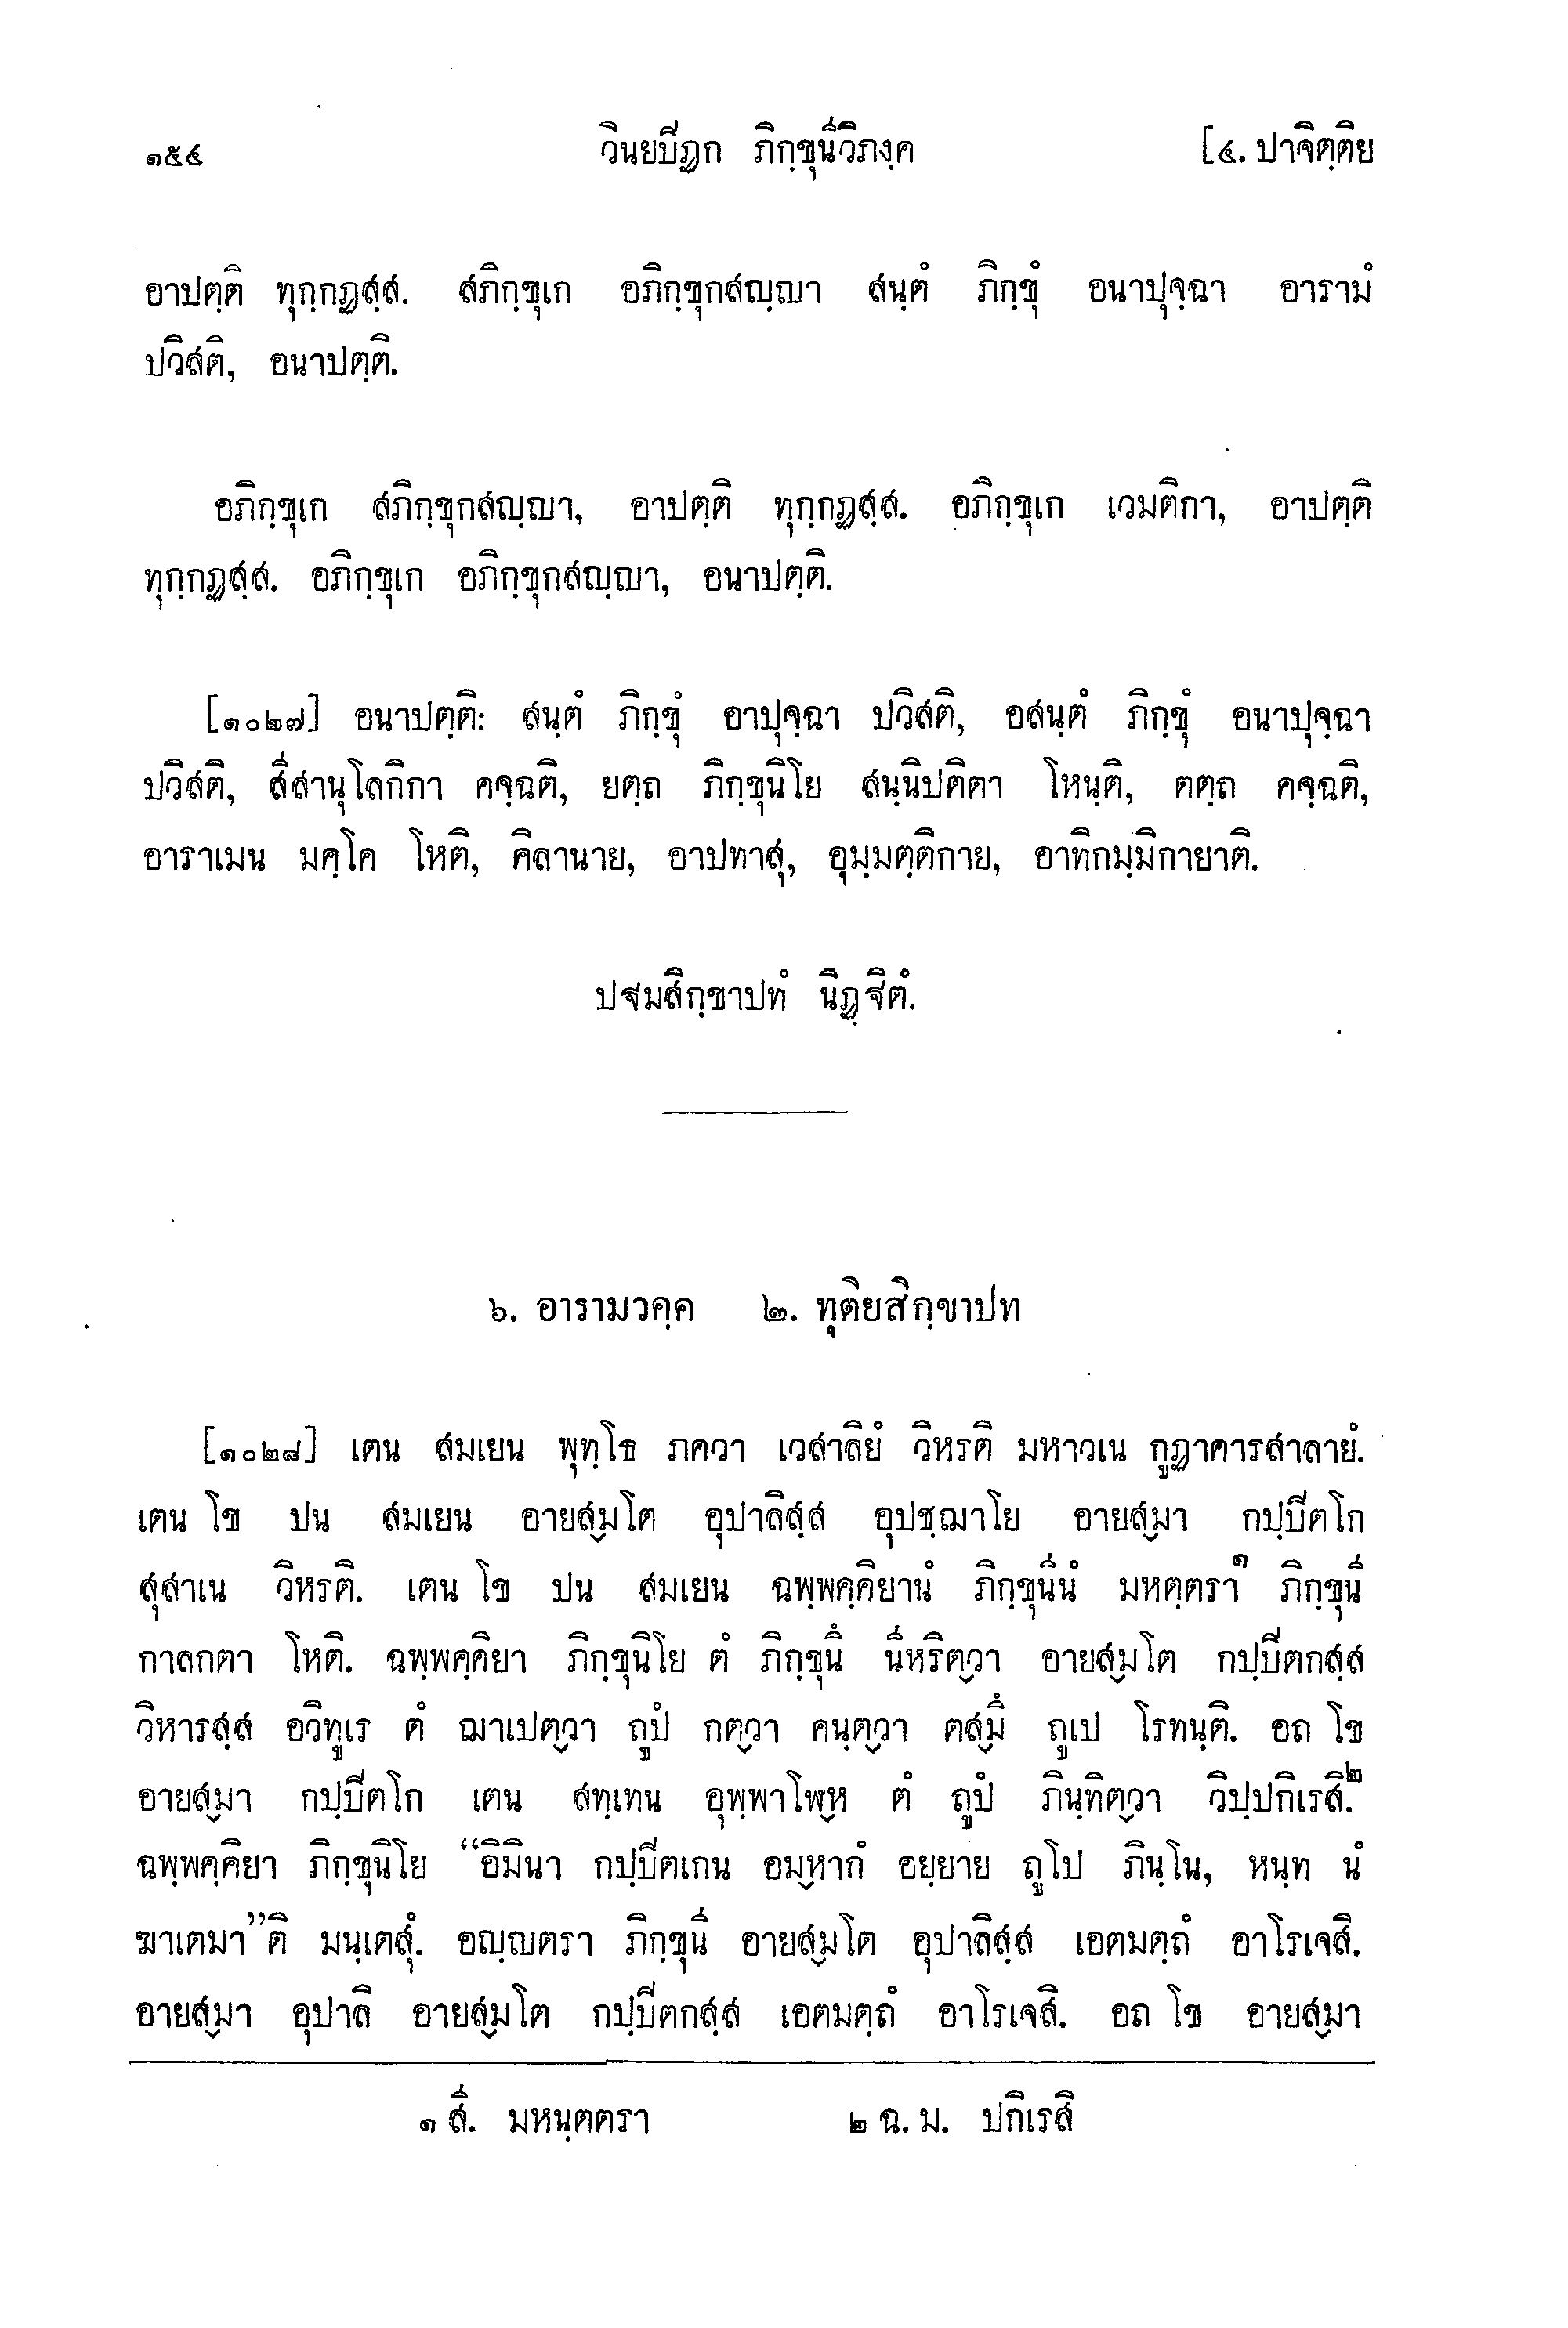 ๑๕๔ วินยปีฏก ภิกฺขุนีวิภงฺค [๔. ปาจิตฺติย
อาปตฺติ ทุกฺกฏสฺส. สภิกฺขุเก อภิกฺขุกสญฺญา สนฺตํ ภิกฺขุํ อนาปุจฺฉา อารามํ
ปวิสติ, อนาปตฺติ.
อภิกฺขุเก สภิกฺขุกสญฺญา, อาปตฺติ ทุกฺกฏสฺส. อภิกฺขุเก เวมติกา, อาปตฺติ
ทุกฺกฏสฺส. อภิกฺขุเก อภิกฺขุกสญฺญา, อนาปตฺติ.
[๑๐๒๗] อนาปตฺติ: สนฺตํ ภิกฺขุํ อาปุจฺฉา ปวิสติ, อสนฺตํ ภิกฺขุํ อนาปุจฺฉา
ปวิสติ, สีสานุโลกิกา คจฺฉติ, ยตฺถ ภิกฺขุนิโย สนฺนิปติตา โหนฺติ, ตตฺถ คจฺฉติ,
อาราเมน มคฺโค โหติ, คิลานาย, อาปทาสุ, อุมฺมตฺติกาย, อาทิกมฺมิกายาติ.
ปฐมสิกฺขาปทํ นิฏฺฐิตํ.
๖. อารามวคฺค ๒. ทุติยสิกฺขาปท
[๑๐๒๘] เตน สมเยน พุทฺโธ ภควา เวสาลิยํ วิหรติ มหาวเน กูฏาคารสาลายํ.
เตน โข ปน สมเยน อายสฺมโต อุปาลิสฺส อุปชฺฌาโย อายสฺมา กปฺปีตโก
สุสาเน วิหรติ. เตน โข ปน สมเยน ฉพฺพคฺคิยานํ ภิกฺขุนีนํ มหตฺตรา๑ ภิกฺขุนี
กาลกตา โหติ. ฉพฺพคฺคิยา ภิกฺขุนิโย ตํ ภิกฺขุนึ นีหริตฺวา อายสฺมโต กปฺปีตกสฺส
วิหารสฺส อวิทูเร ตํ ฌาเปตฺวา ถูปํ กตฺวา คนฺตฺวา ตสฺมึ ถูเป โรทนฺติ. อถ โข
อายสฺมา กปฺปีตโก เตน สทฺเทน อุพฺพาโฬฺห ตํ ถูปํ ภินฺทิตฺวา วิปฺปกิเรสิ.๒
ฉพฺพคฺคิยา ภิกฺขุนิโย “อิมินา กปฺปีตเกน อมฺหากํ อยฺยาย ถูโป ภินฺโน, หนฺท นํ
ฆาเตมา”ติ มนฺเตสุํ. อญฺญตรา ภิกฺขุนี อายสฺมโต อุปาลิสฺส เอตมตฺถํ อาโรเจสิ.
อายสฺมา อุปาลิ อายสฺมโต กปฺปีตกสฺส เอตมตฺถํ อาโรเจสิ. อถ โข อายสฺมา
๑ สี. มหนฺตตรา ๒ ฉ. ม. ปกิเรสิ